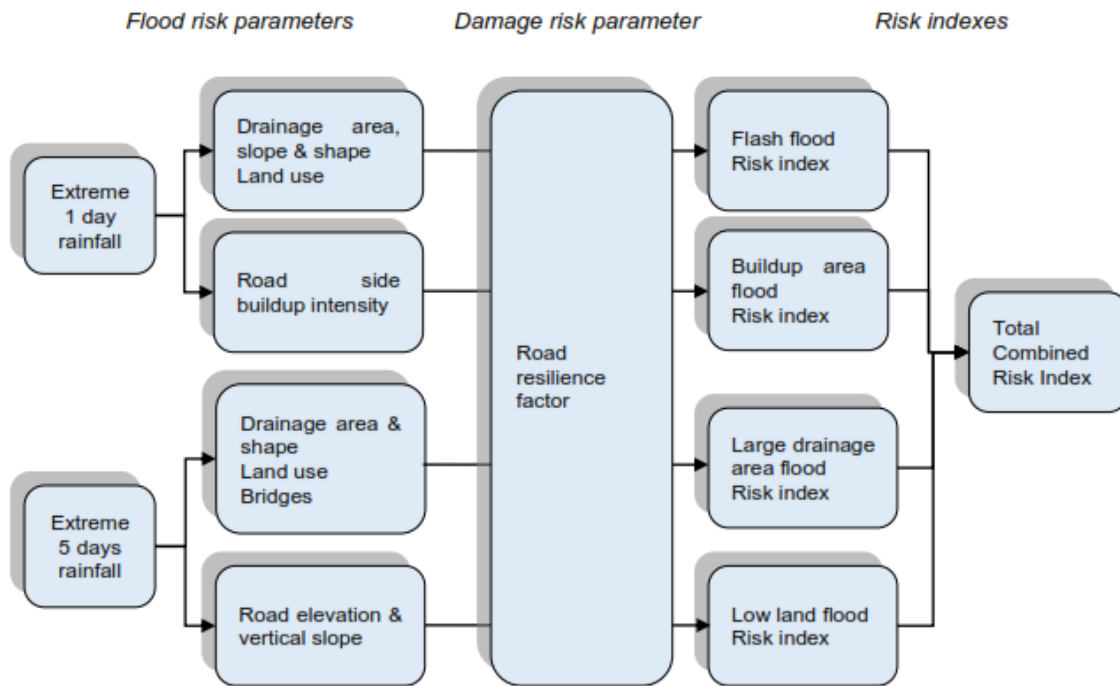 Flood risk parameters
Damage risk parameter
Risk indexes
Extreme
1 day
rainfall
Drainage area,
slope & shape
Land use
Road side
buildup intensity
Extreme
5 days
rainfall
Drainage area &
shape
Land use
Bridges
Road elevation &
vertical slope
Road
resilience
factor
Flash flood
Risk index
Buildup area
flood
Risk index
Large drainage
area flood
Risk index
Low land flood
Risk index
Total
Combined
Risk Index